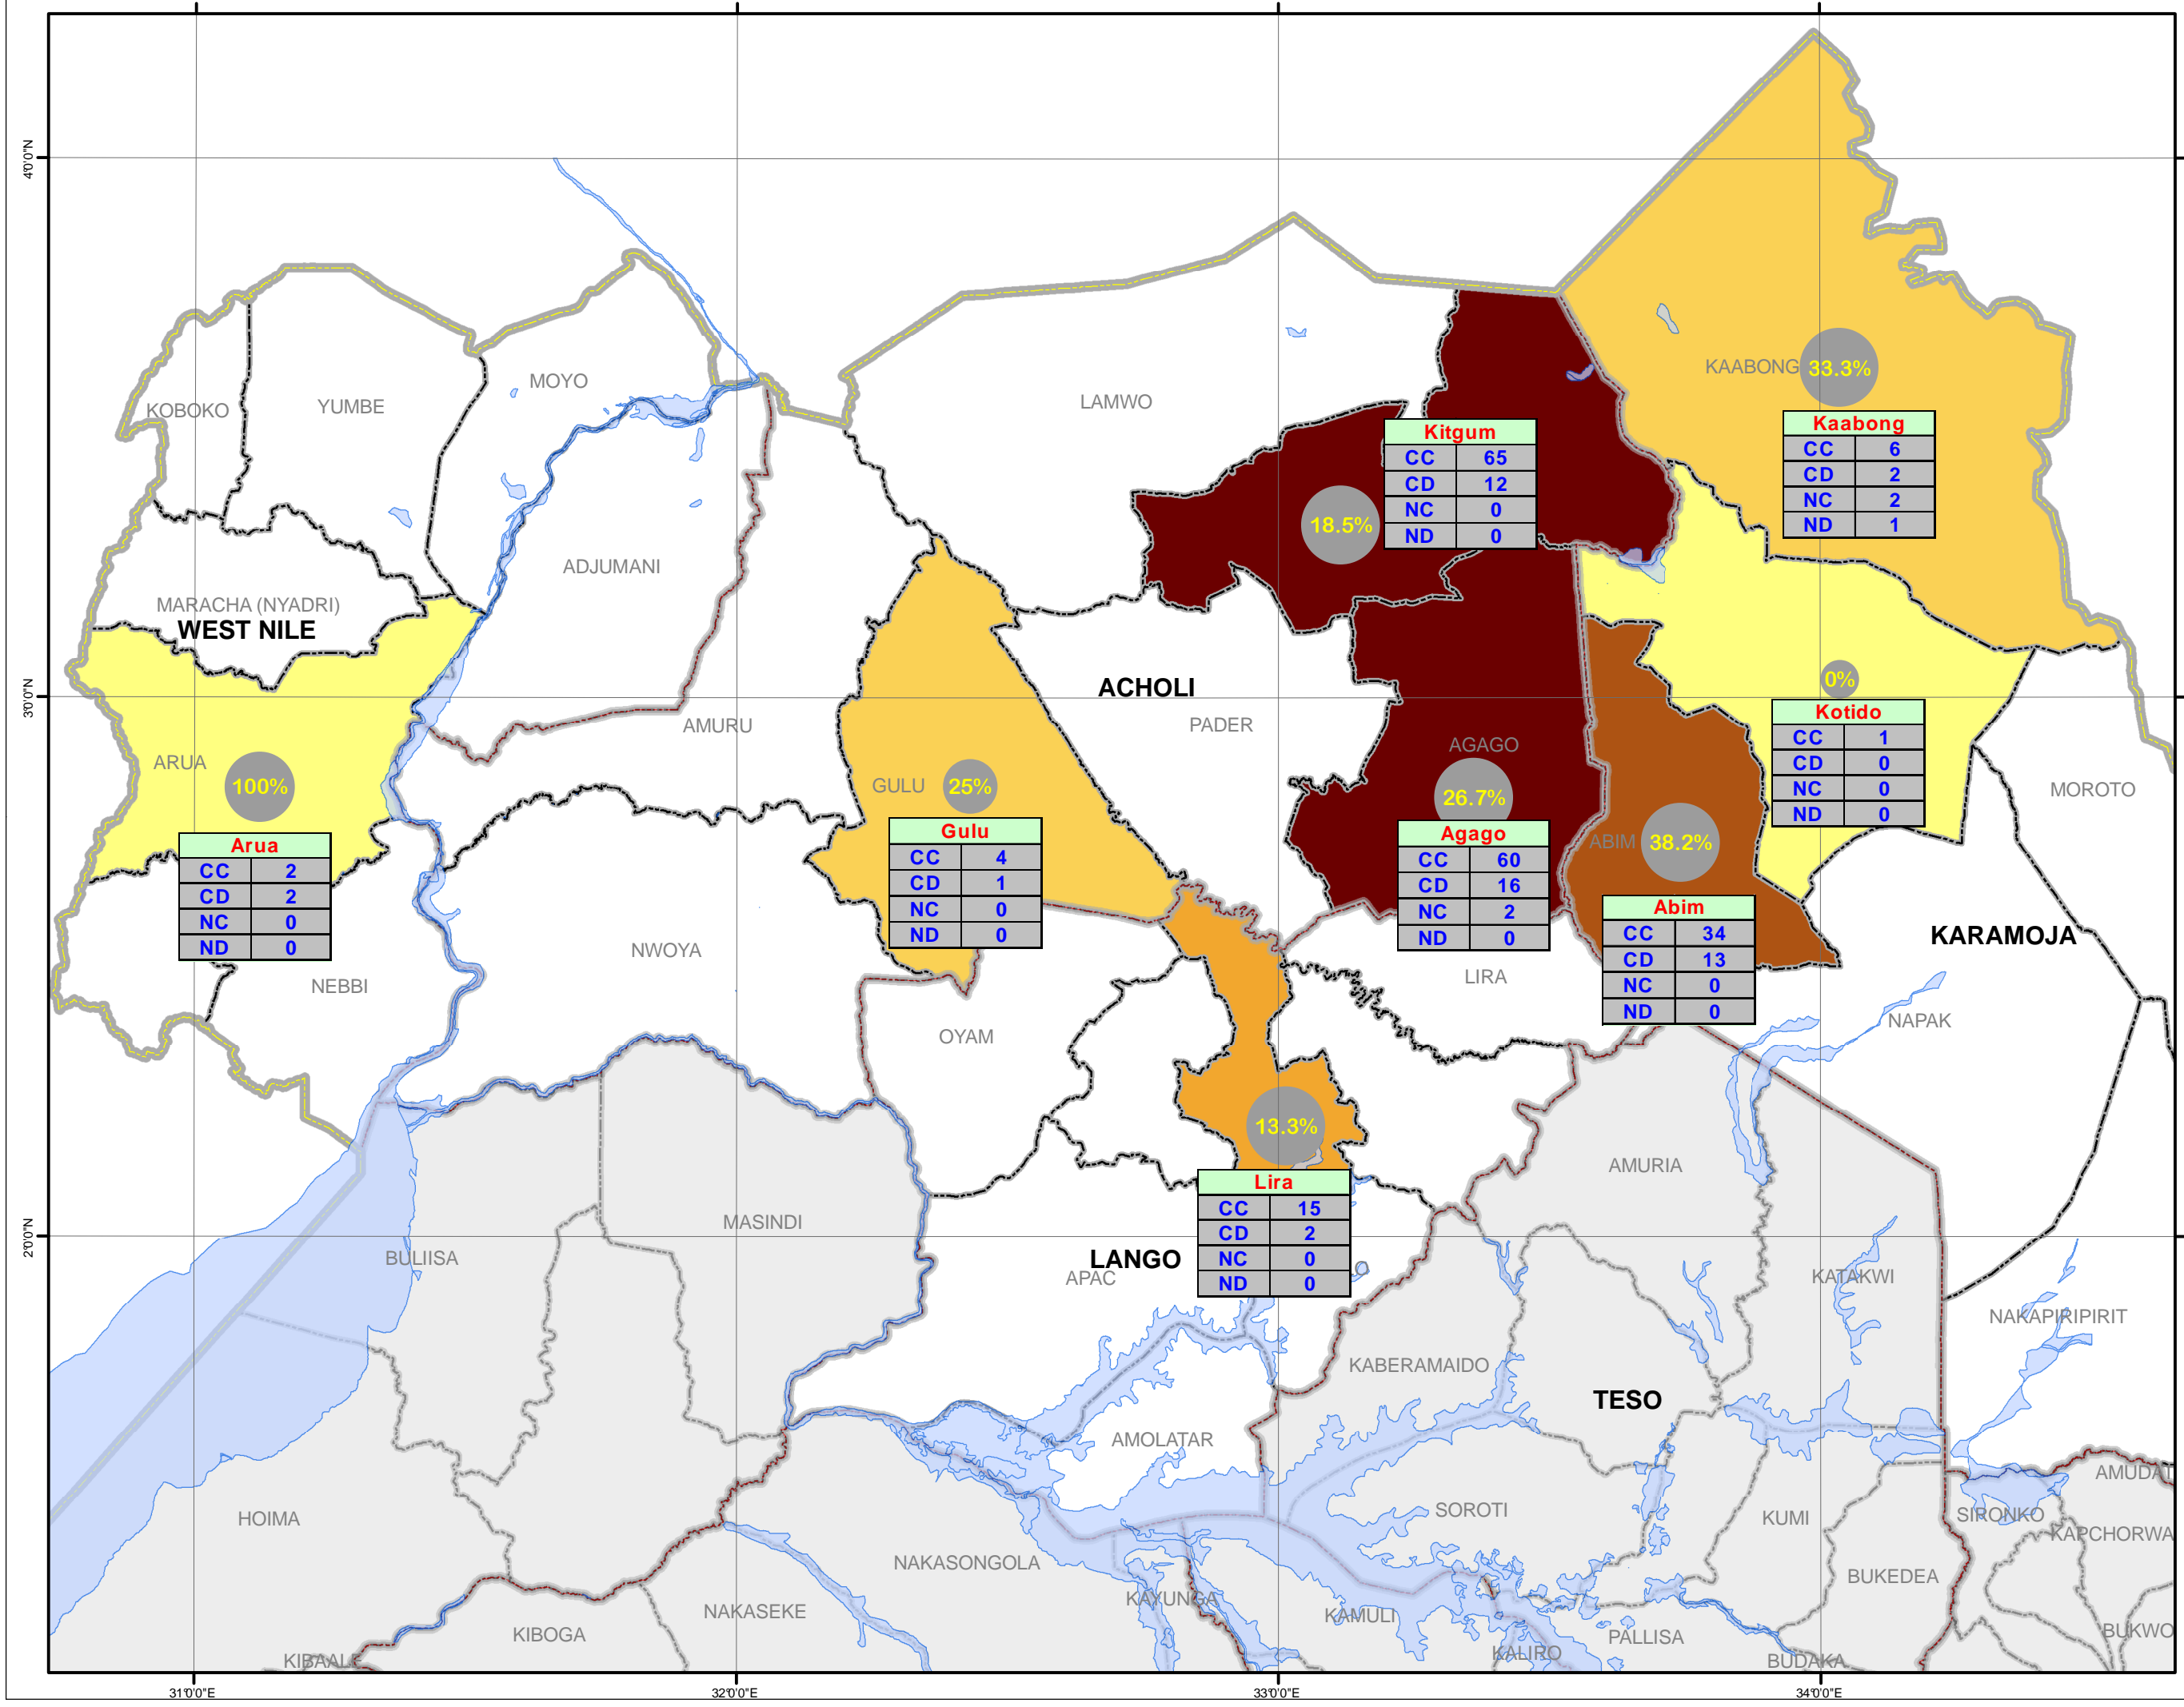 4°0'0"N
3°0'0"N
2°0'0"N
31°0'0"E
32°0'0"E
33°0'0"E
34°0'0"E
KOBOKO
YUMBE
MOYO
LAMWO
KAABONG
33.3%
Kaabong
CC 6
CD 2
NC 2
ND 1
18.5%
Kitgum
CC 65
CD 12
NC 0
ND 0
ADJUMANI
MARACHA (NYADRI)
WEST NILE
ACHOLI
PADER
AMURU
0%
Kotido
CC 1
CD 0
NC 0
ND 0
ARUA
100%
Arua
CC 2
CD 2
NC 0
ND 0
GULU
25%
Gulu
CC 4
CD 1
NC 0
ND 0
AGAGO
26.7%
Agago
CC 60
CD 16
NC 2
ND 0
ABIM
38.2%
Abim
CC 34
CD 13
NC 0
ND 0
MOROTO
KARAMOJA
NEBBI
NWOYA
OYAM
LIRA
NAPAK
13.3%
Lira
CC 15
CD 2
NC 0
ND 0
AMURIA
MASINDI
BULIISA
LANGO
APAC
KATAKWI
NAKAPIRIPIRIT
KABERAMAIDO
TESO
AMOLATAR
AMUDAT
HOIMA
SOROTI
KUMI
SIRONKO
KAPCHORWA
NAKASONGOLA
BUKEDEA
KAYUNGA
NAKASEKE
KAMULI
KIBOGA
PALLISA
BUKWO
KALIRO
KIBAALE
BUDAKA